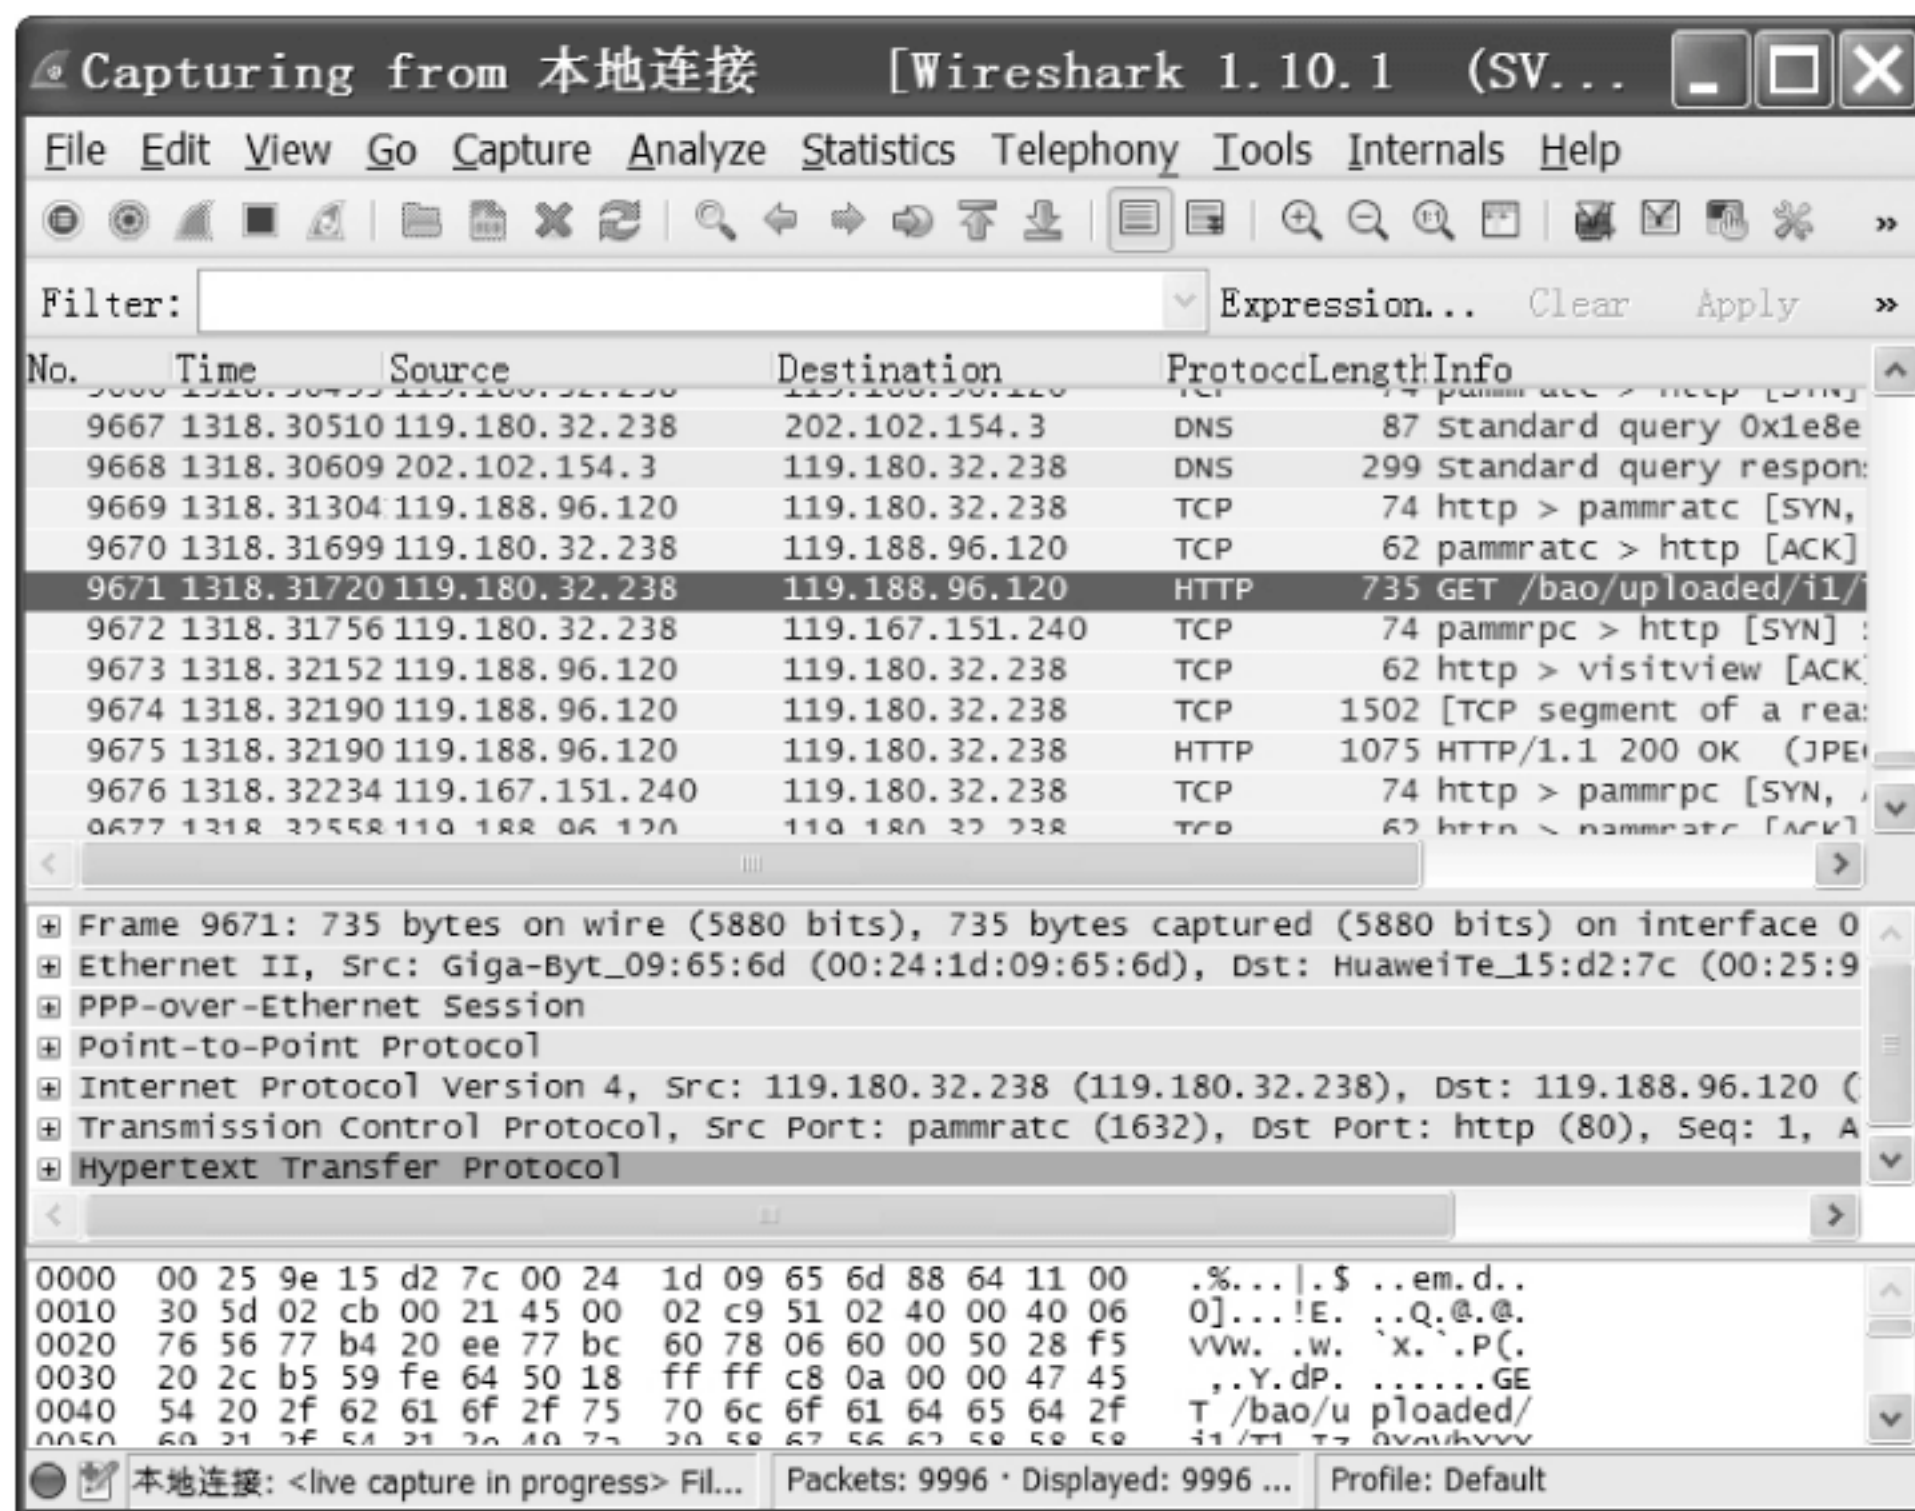 Capturing from 本地连接 [Wireshark 1.10.1 (SV...
File Edit View Go Capture Analyze Statistics Telephony Tools Internals Help
Filter: Expression... Clear Apply »
No. Time Source Destination Protoco Length Info
9667 1318.30510 119.180.32.238 202.102.154.3 DNS 87 Standard query 0x1e8e
9668 1318.30609 202.102.154.3 119.180.32.238 DNS 299 Standard query respon
9669 1318.31304 119.188.96.120 119.180.32.238 TCP 74 http > pammratc [SYN,
9670 1318.31699 119.180.32.238 119.188.96.120 TCP 62 pammratc > http [ACK]
9671 1318.31720 119.180.32.238 119.188.96.120 HTTP 735 GET /bao/uploaded/i1/
9672 1318.31756 119.180.32.238 119.167.151.240 TCP 74 pammrpc > http [SYN]
9673 1318.32152 119.188.96.120 119.180.32.238 TCP 62 http > visitview [ACK]
9674 1318.32190 119.188.96.120 119.180.32.238 TCP 1502 [TCP segment of a rea
9675 1318.32190 119.188.96.120 119.180.32.238 HTTP 1075 HTTP/1.1 200 OK (JPE
9676 1318.32234 119.167.151.240 119.180.32.238 TCP 74 http > pammrpc [SYN,
9677 1318.32558 119.188.96.120 119.180.32.238 TCP 62 http > pammratc [ACK]
Frame 9671: 735 bytes on wire (5880 bits), 735 bytes captured (5880 bits) on interface 0
Ethernet II, Src: Giga-Byt_09:65:6d (00:24:1d:09:65:6d), Dst: HuaweiTe_15:d2:7c (00:25:9
PPP-over-Ethernet Session
Point-to-Point Protocol
Internet Protocol Version 4, Src: 119.180.32.238 (119.180.32.238), Dst: 119.188.96.120 (
Transmission Control Protocol, Src Port: pammratc (1632), Dst Port: http (80), Seq: 1, A
Hypertext Transfer Protocol
0000 00 25 9e 15 d2 7c 00 24 1d 09 65 6d 88 64 11 00 .%...|.$ ..em.d..
0010 30 5d 02 cb 00 21 45 00 02 c9 51 02 40 00 40 06 0]...!E. ..Q.@.@.
0020 76 56 77 b4 20 ee 77 bc 60 78 06 60 00 50 28 f5 vVw. .w. `x.`.P(.
0030 20 2c b5 59 fe 64 50 18 ff ff c8 0a 00 00 47 45 ,.Y.dP. ......GE
0040 54 20 2f 62 61 6f 2f 75 70 6c 6f 61 64 65 64 2f T /bao/u ploaded/
本地连接: <live capture in progress> Fil... Packets: 9996 · Displayed: 9996 ... Profile: Default